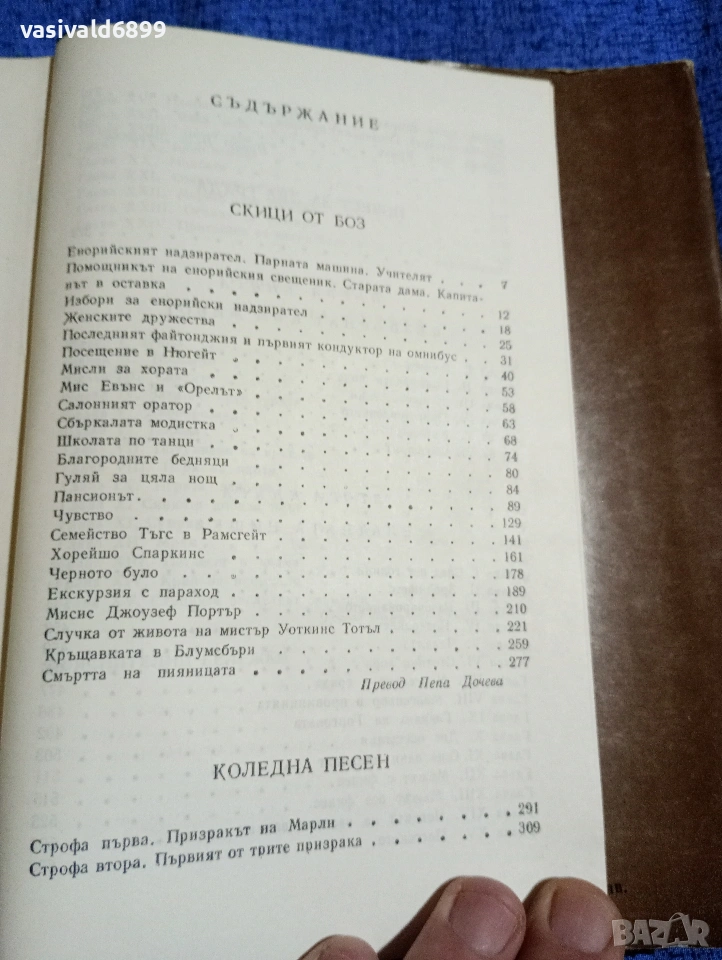 vasivald6899
СЪДЪРЖАНИЕ
СКИЦИ ОТ БОЗ
Енорийският надзирател. Парната машина. Учителят . . . 7
Помощникът на енорийския свещеник. Старата дама. Капита-
нът в оставка . . . . . . . . . . . 12
Избори за енорийски надзирател . . . . . . . 18
Женските дружества . . . . . . . . . . 25
Последният файтонджия и първият кондуктор на омнибус . . 31
Посещение в Нюгейт . . . . . . . . . . 40
Мисли за хората . . . . . . . . . . . 53
Мис Евънс и «Орелът» . . . . . . . . . . 58
Салонният оратор . . . . . . . . . . . 63
Сбъркалата модистка . . . . . . . . . . 68
Школата по танци . . . . . . . . . . . 74
Благородните бедняци . . . . . . . . . . 80
Гуляй за цяла нощ . . . . . . . . . . . 84
Пансионът . . . . . . . . . . . . . 89
Чувство . . . . . . . . . . . . . 129
Семейство Тъгс в Рамсгейт . . . . . . . . 141
Хорейшо Спаркинс . . . . . . . . . . . 161
Черното було . . . . . . . . . . . . 178
Екскурзия с параход . . . . . . . . . . 189
Мисис Джоузеф Портър . . . . . . . . . . 210
Случка от живота на мистър Уоткинс Тотъл . . . . . 221
Кръщавката в Блумсбъри . . . . . . . . . 259
Смъртта на пияницата . . . . . . . . . . 277
Превод Пепа Дочева
КОЛЕДНА ПЕСЕН
Строфа първа. Призракът на Марли . . . . . . . 291
Строфа втора. Първият от трите призрака . . . . . . 309
BAZAR